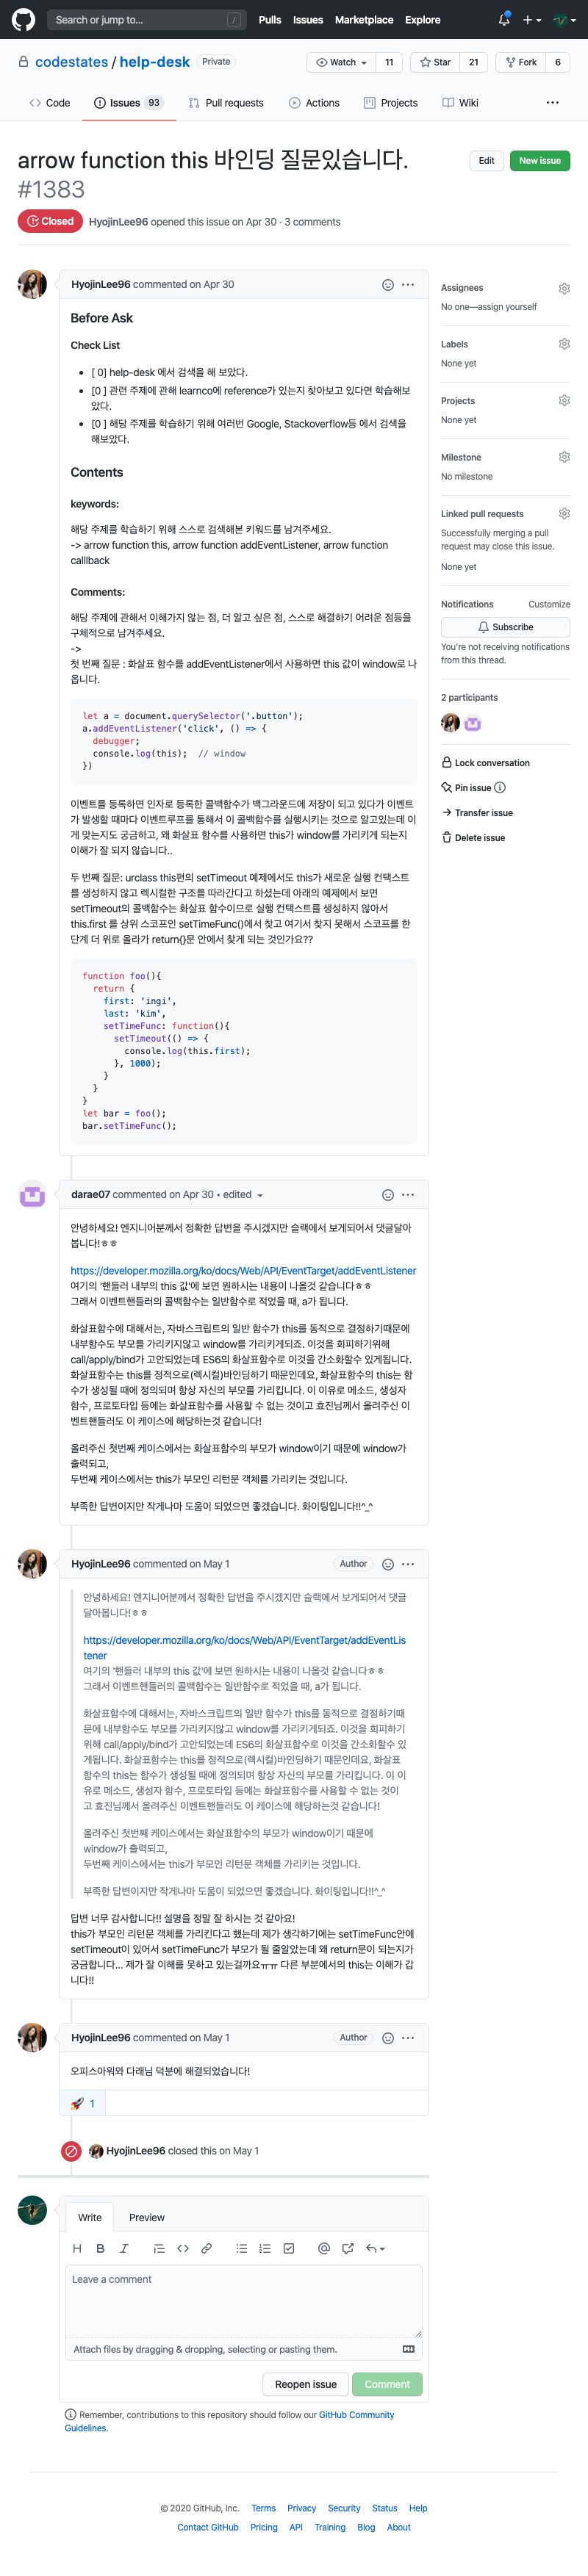 Search or jump to... /
Pulls Issues Marketplace Explore
codestates / help-desk Private
Watch 11
Star 21
Fork 6
Code
Issues 93
Pull requests
Actions
Projects
Wiki
arrow function this 바인딩 질문있습니다.
#1383
Edit
New issue
Closed
HyojinLee96 opened this issue on Apr 30 · 3 comments
HyojinLee96 commented on Apr 30
Before Ask
Check List
• [ 0] help-desk 에서 검색을 해 보았다.
• [0 ] 관련 주제에 관해 learnco에 reference가 있는지 찾아보고 있다면 학습해보
았다.
• [0 ] 해당 주제를 학습하기 위해 여러번 Google, Stackoverflow등 에서 검색을
해보았다.
Contents
keywords:
해당 주제를 학습하기 위해 스스로 검색해본 키워드를 남겨주세요.
-> arrow function this, arrow function addEventListener, arrow function
calllback
Comments:
해당 주제에 관해서 이해가지 않는 점, 더 알고 싶은 점, 스스로 해결하기 어려운 점등을
구체적으로 남겨주세요.
->
첫 번째 질문 : 화살표 함수를 addEventListener에서 사용하면 this 값이 window로 나
옵니다.
let a = document.querySelector('.button');
a.addEventListener('click', () => {
debugger;
console.log(this); // window
})
이벤트를 등록하면 인자로 등록한 콜백함수가 백그라운드에 저장이 되고 있다가 이벤트
가 발생할 때마다 이벤트루프를 통해서 이 콜백함수를 실행시키는 것으로 알고있는데 이
게 맞는지도 궁금하고, 왜 화살표 함수를 사용하면 this가 window를 가리키게 되는지
이해가 잘 되지 않습니다..
두 번째 질문: urclass this편의 setTimeout 예제에서도 this가 새로운 실행 컨택스트
를 생성하지 않고 렉시컬한 구조를 따라간다고 하셨는데 아래의 예제에서 보면
setTimeout의 콜백함수는 화살표 함수이므로 실행 컨택스트를 생성하지 않아서
this.first 를 상위 스코프인 setTimeFunc()에서 찾고 여기서 찾지 못해서 스코프를 한
단계 더 위로 올라가 return{}문 안에서 찾게 되는 것인가요??
function foo(){
return {
first: 'ingi',
last: 'kim',
setTimeFunc: function(){
setTimeout(() => {
console.log(this.first);
}, 1000);
}
}
}
let bar = foo();
bar.setTimeFunc();
Assignees
No one—assign yourself
Labels
None yet
Projects
None yet
Milestone
No milestone
Linked pull requests
Successfully merging a pull
request may close this issue.
None yet
Notifications Customize
Subscribe
You're not receiving notifications
from this thread.
2 participants
Lock conversation
Pin issue
Transfer issue
Delete issue
darae07 commented on Apr 30 • edited
안녕하세요! 엔지니어분께서 정확한 답변을 주시겠지만 슬랙에서 보게되어서 댓글달아
봅니다!ㅎㅎ
https://developer.mozilla.org/ko/docs/Web/API/EventTarget/addEventListener
여기의 '핸들러 내부의 this 값'에 보면 원하시는 내용이 나올것 같습니다ㅎㅎ
그래서 이벤트핸들러의 콜백함수는 일반함수로 적었을 때, a가 됩니다.
화살표함수에 대해서는, 자바스크립트의 일반 함수가 this를 동적으로 결정하기때문에
내부함수도 부모를 가리키지않고 window를 가리키게되죠. 이것을 회피하기위해
call/apply/bind가 고안되었는데 ES6의 화살표함수로 이것을 간소화할수 있게됩니다.
화살표함수는 this를 정적으로(렉시컬)바인딩하기 때문인데요, 화살표함수의 this는 함
수가 생성될 때에 정의되며 항상 자신의 부모를 가리킵니다. 이 이유로 메소드, 생성자
함수, 프로토타입 등에는 화살표함수를 사용할 수 없는 것이고 효진님께서 올려주신 이
벤트핸들러도 이 케이스에 해당하는것 같습니다!
올려주신 첫번째 케이스에서는 화살표함수의 부모가 window이기 때문에 window가
출력되고,
두번째 케이스에서는 this가 부모인 리턴문 객체를 가리키는 것입니다.
부족한 답변이지만 작게나마 도움이 되었으면 좋겠습니다. 화이팅입니다!!^_^
HyojinLee96 commented on May 1 Author
안녕하세요! 엔지니어분께서 정확한 답변을 주시겠지만 슬랙에서 보게되어서 댓글
달아봅니다!ㅎㅎ
https://developer.mozilla.org/ko/docs/Web/API/EventTarget/addEventLis
tener
여기의 '핸들러 내부의 this 값'에 보면 원하시는 내용이 나올것 같습니다ㅎㅎ
그래서 이벤트핸들러의 콜백함수는 일반함수로 적었을 때, a가 됩니다.
화살표함수에 대해서는, 자바스크립트의 일반 함수가 this를 동적으로 결정하기때
문에 내부함수도 부모를 가리키지않고 window를 가리키게되죠. 이것을 회피하기
위해 call/apply/bind가 고안되었는데 ES6의 화살표함수로 이것을 간소화할수 있
게됩니다. 화살표함수는 this를 정적으로(렉시컬)바인딩하기 때문인데요, 화살표
함수의 this는 함수가 생성될 때에 정의되며 항상 자신의 부모를 가리킵니다. 이 이
유로 메소드, 생성자 함수, 프로토타입 등에는 화살표함수를 사용할 수 없는 것이
고 효진님께서 올려주신 이벤트핸들러도 이 케이스에 해당하는것 같습니다!
올려주신 첫번째 케이스에서는 화살표함수의 부모가 window이기 때문에
window가 출력되고,
두번째 케이스에서는 this가 부모인 리턴문 객체를 가리키는 것입니다.
부족한 답변이지만 작게나마 도움이 되었으면 좋겠습니다. 화이팅입니다!!^_^
답변 너무 감사합니다!! 설명을 정말 잘 하시는 것 같아요!
this가 부모인 리턴문 객체를 가리킨다고 했는데 제가 생각하기에는 setTimeFunc안에
setTimeout이 있어서 setTimeFunc가 부모가 될 줄알았는데 왜 return문이 되는지가
궁금합니다... 제가 잘 이해를 못하고 있는걸까요ㅠㅠ 다른 부분에서의 this는 이해가 갑
니다!!
HyojinLee96 commented on May 1 Author
오피스아워와 다래님 덕분에 해결되었습니다!
🚀 1
HyojinLee96 closed this on May 1
Write Preview
Leave a comment
Attach files by dragging & dropping, selecting or pasting them.
Reopen issue Comment
Remember, contributions to this repository should follow our GitHub Community
Guidelines.
© 2020 GitHub, Inc. Terms Privacy Security Status Help
Contact GitHub Pricing API Training Blog About